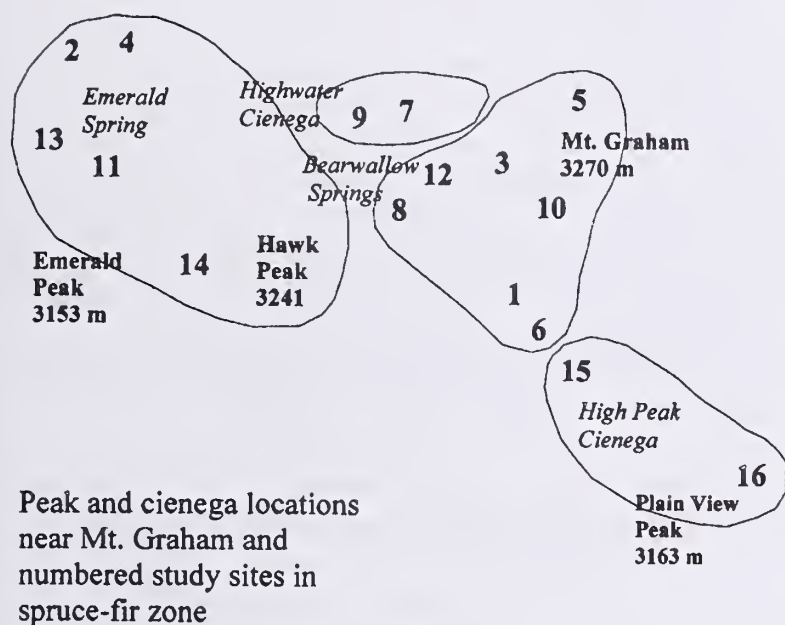 2
4
Emerald
Spring
13
11
Emerald
Peak
3153 m
14
Hawk
Peak
3241
Highwater
Cienega
9
7
Bearwallow
Springs
12
8
3
5
Mt. Graham
3270 m
10
1
6
15
High Peak
Cienega
16
Plain View
Peak
3163 m
Peak and cienega locations
near Mt. Graham and
numbered study sites in
spruce-fir zone